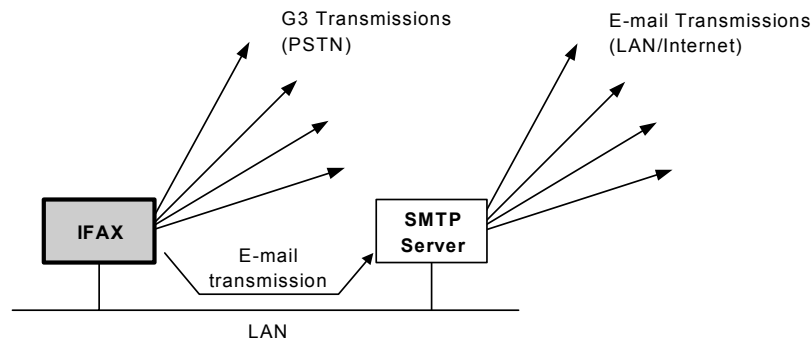 G3 Transmissions
(PSTN)
E-mail Transmissions
(LAN/Internet)
IFAX
SMTP
Server
E-mail
transmission
LAN